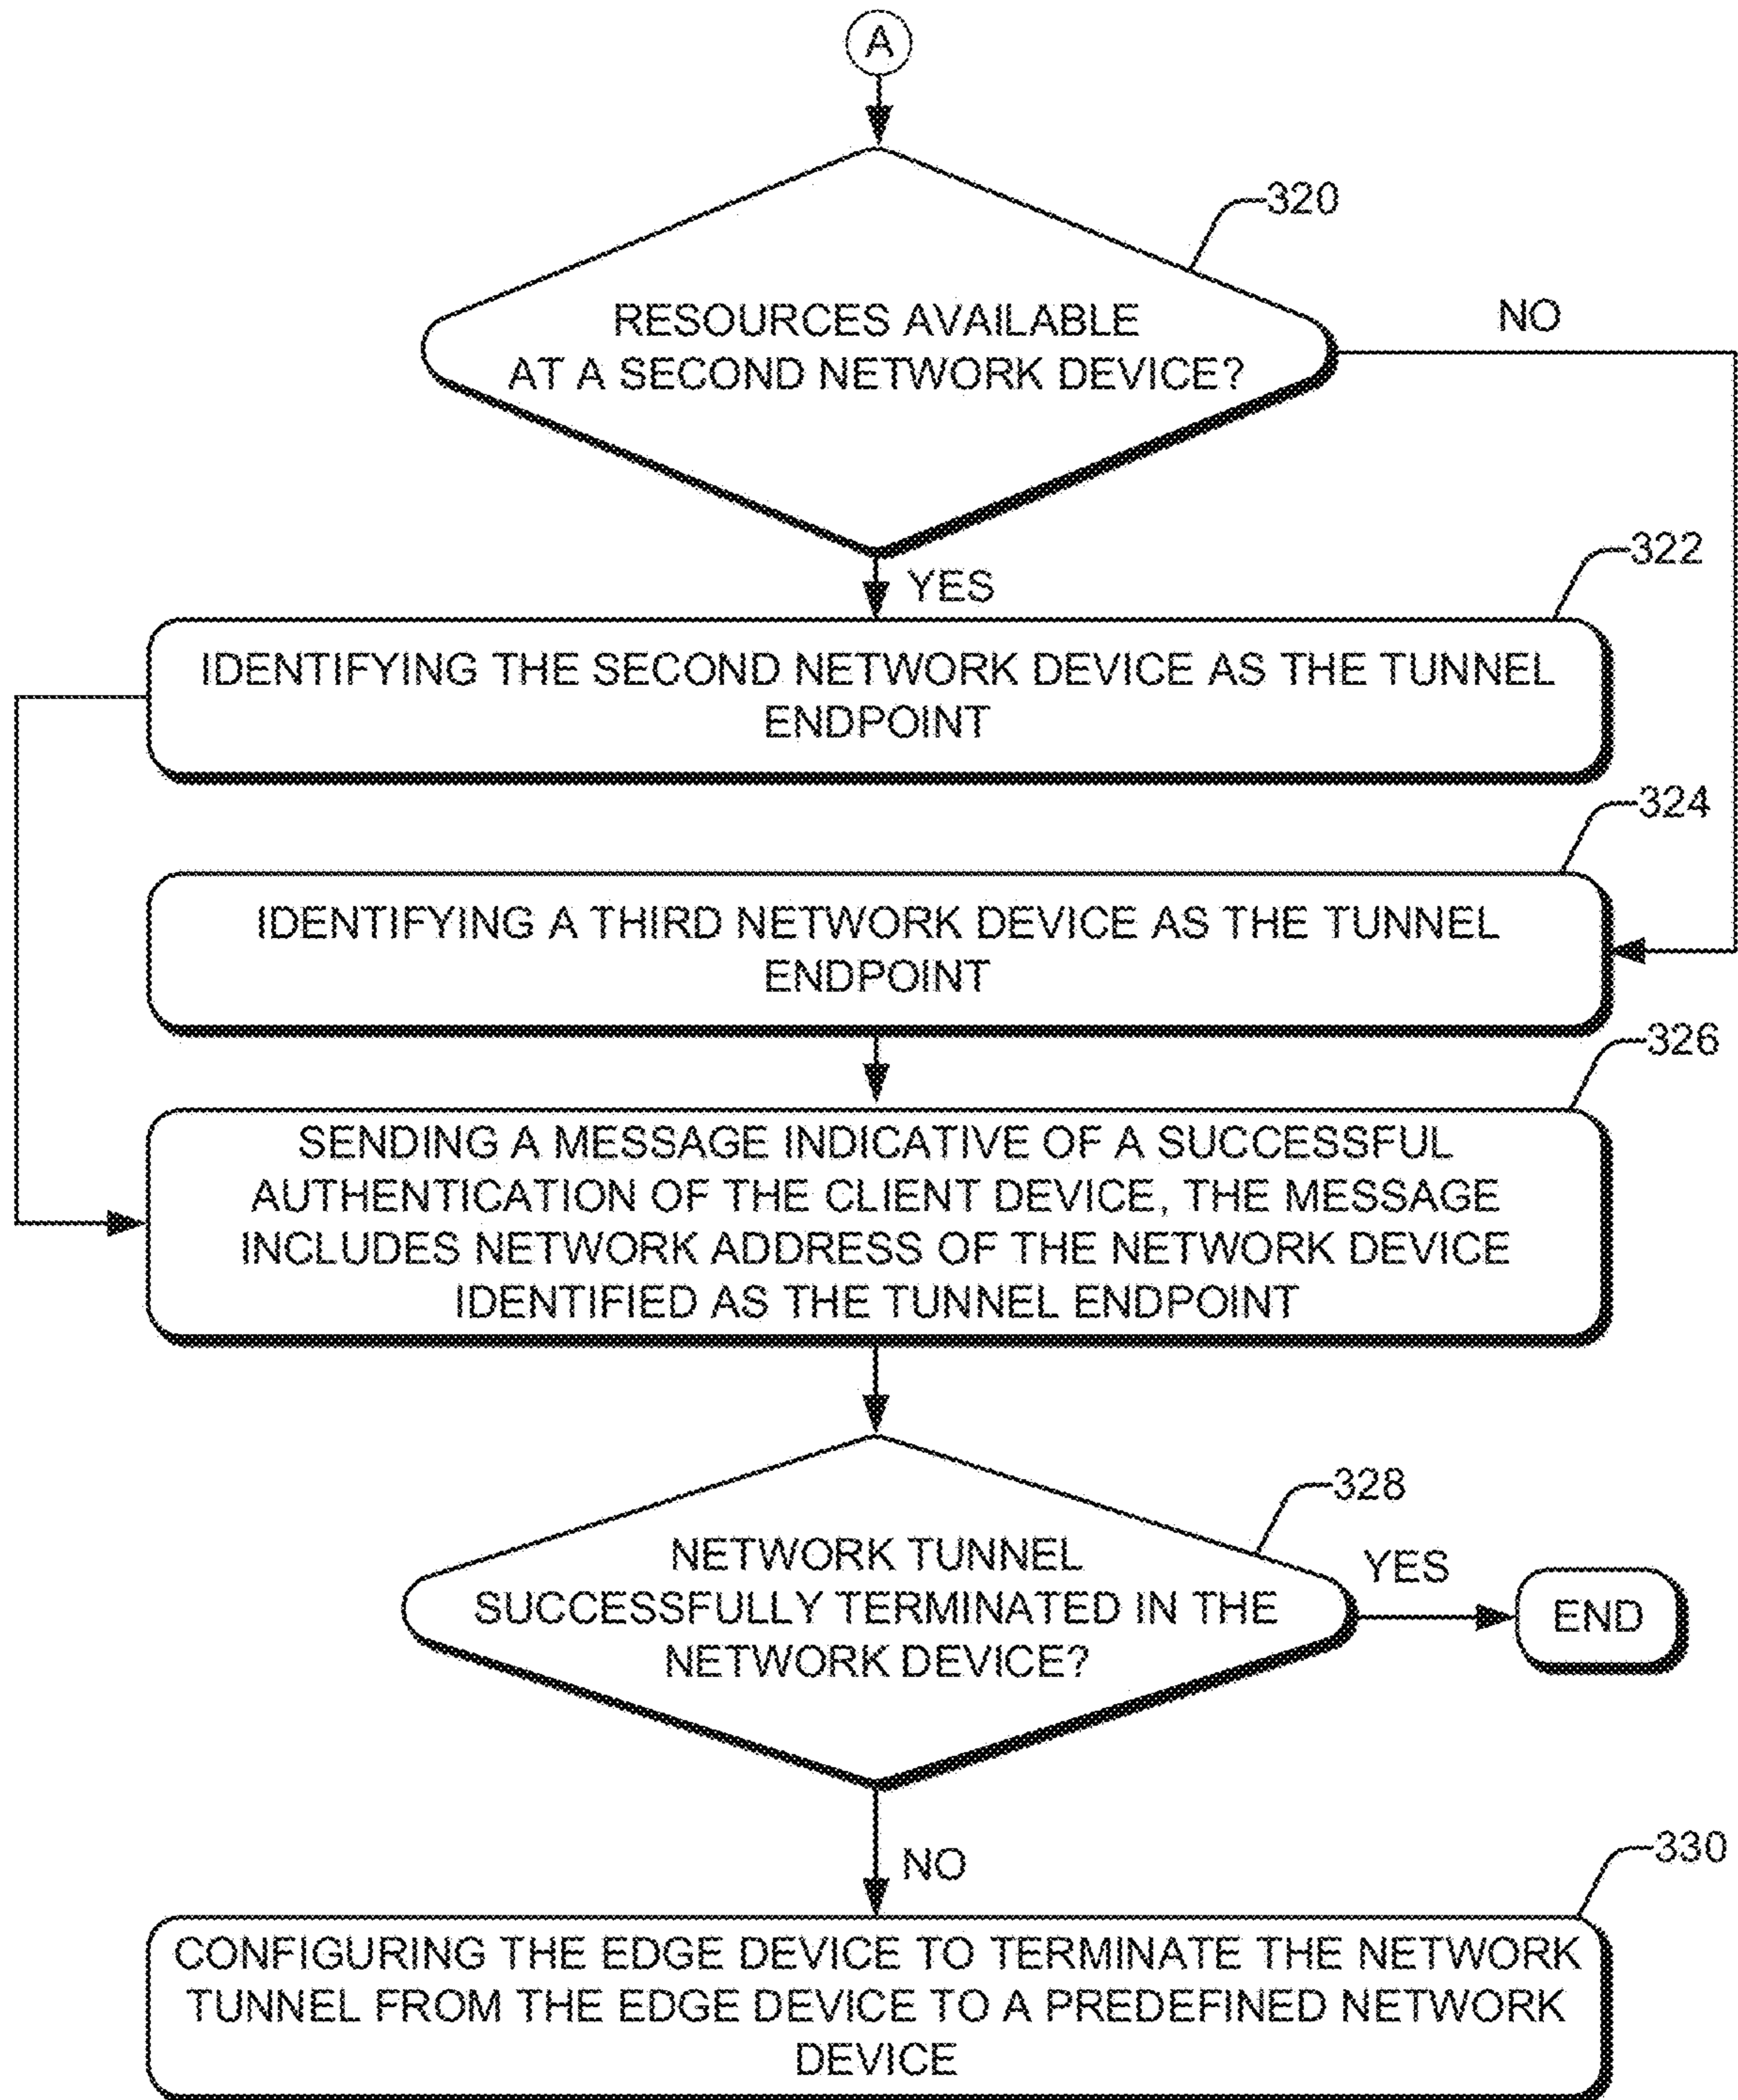 A
320
RESOURCES AVAILABLE
AT A SECOND NETWORK DEVICE?
NO
YES
322
IDENTIFYING THE SECOND NETWORK DEVICE AS THE TUNNEL
ENDPOINT
324
IDENTIFYING A THIRD NETWORK DEVICE AS THE TUNNEL
ENDPOINT
326
SENDING A MESSAGE INDICATIVE OF A SUCCESSFUL
AUTHENTICATION OF THE CLIENT DEVICE, THE MESSAGE
INCLUDES NETWORK ADDRESS OF THE NETWORK DEVICE
IDENTIFIED AS THE TUNNEL ENDPOINT
328
NETWORK TUNNEL
SUCCESSFULLY TERMINATED IN THE
NETWORK DEVICE?
YES
END
NO
330
CONFIGURING THE EDGE DEVICE TO TERMINATE THE NETWORK
TUNNEL FROM THE EDGE DEVICE TO A PREDEFINED NETWORK
DEVICE